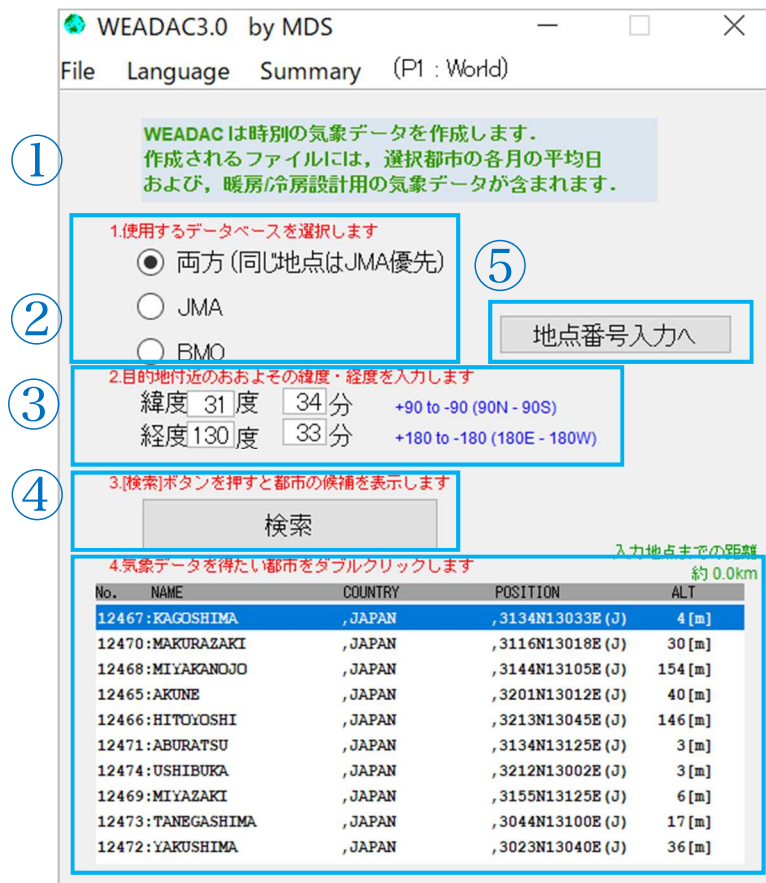 WEADAC3.0 by MDS
File Language Summary (P1 : World)
①
WEADAC は時別の気象データを作成します.
作成されるファイルには, 選択都市の各月の平均日
および, 暖房/冷房設計用の気象データが含まれます.
②
1.使用するデータベースを選択します
両方 (同じ地点はJMA優先)
JMA
BMO
⑤
地点番号入力へ
③
2.目的地付近のおおよその緯度・経度を入力します
緯度 31 度 34 分 +90 to -90 (90N - 90S)
経度 130 度 33 分 +180 to -180 (180E - 180W)
④
3.[検索]ボタンを押すと都市の候補を表示します
検索
入力地点までの距離
4.気象データを得たい都市をダブルクリックします 約 0.0km
No. NAME COUNTRY POSITION ALT
12467:KAGOSHIMA ,JAPAN ,3134N13033E(J) 4[m]
12470:MAKURAZAKI ,JAPAN ,3116N13018E(J) 30[m]
12468:MIYAKANOJO ,JAPAN ,3144N13105E(J) 154[m]
12465:AKUNE ,JAPAN ,3201N13012E(J) 40[m]
12466:HITOYOSHI ,JAPAN ,3213N13045E(J) 146[m]
12471:ABURATSU ,JAPAN ,3134N13125E(J) 3[m]
12474:USHIBUKA ,JAPAN ,3212N13002E(J) 3[m]
12469:MIYAZAKI ,JAPAN ,3155N13125E(J) 6[m]
12473:TANEGASHIMA ,JAPAN ,3044N13100E(J) 17[m]
12472:YAKUSHIMA ,JAPAN ,3023N13040E(J) 36[m]